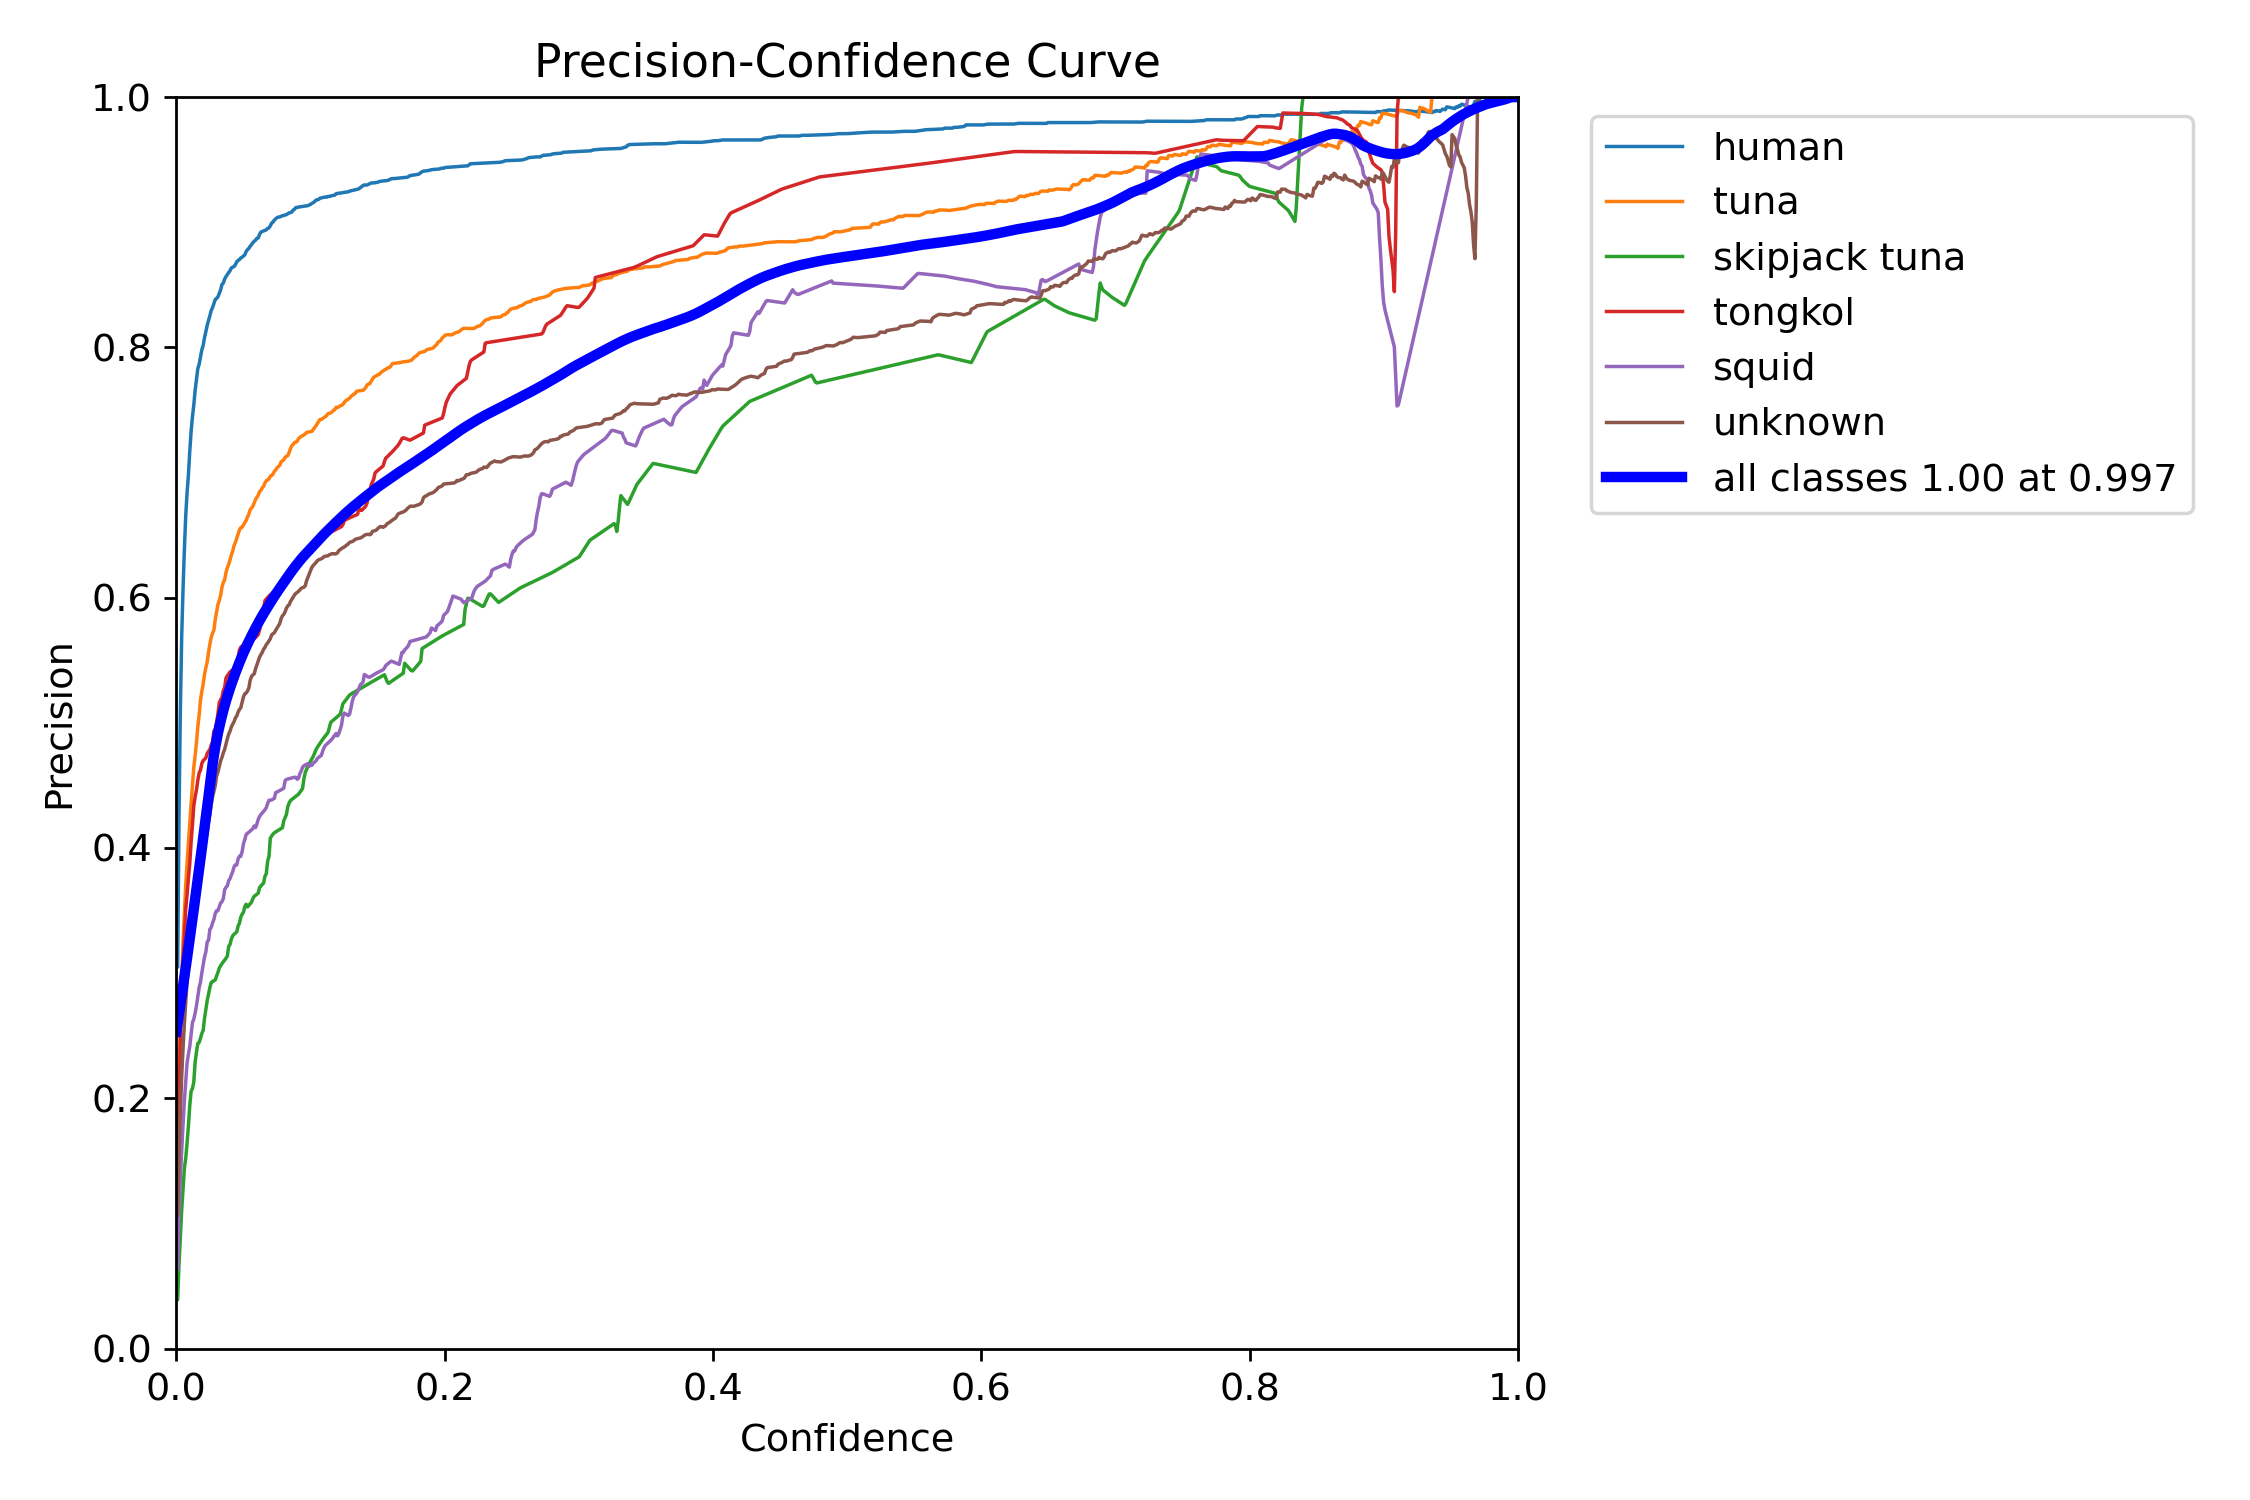 Precision-Confidence Curve
1.0
0.8
0.6
0.4
0.2
0.0
Precision
0.0 0.2 0.4 0.6 0.8 1.0
Confidence
human
tuna
skipjack tuna
tongkol
squid
unknown
all classes 1.00 at 0.997